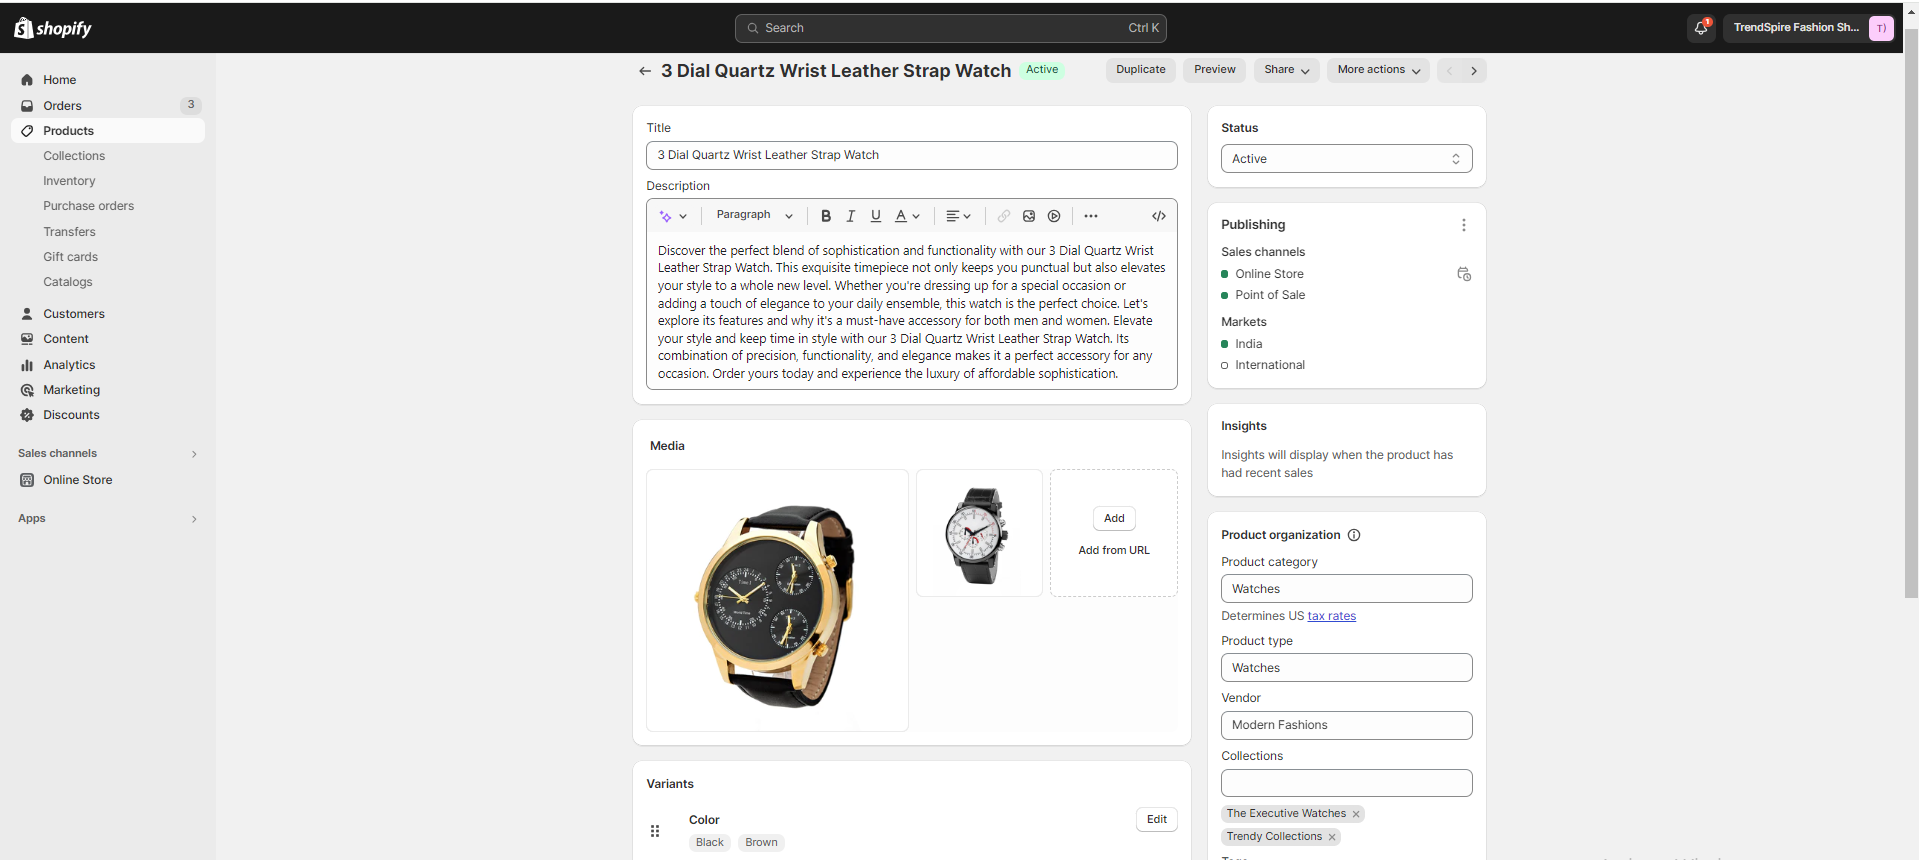 shopify
Search
Ctrl K
1
TrendSpire Fashion Sh...
T)
Home
Orders
3
Products
Collections
Inventory
Purchase orders
Transfers
Gift cards
Catalogs
Customers
Content
Analytics
Marketing
Discounts
Sales channels
Online Store
Apps
3 Dial Quartz Wrist Leather Strap Watch
Active
Duplicate
Preview
Share
More actions
Title
3 Dial Quartz Wrist Leather Strap Watch
Description
Paragraph
B I U A
Discover the perfect blend of sophistication and functionality with our 3 Dial Quartz Wrist
Leather Strap Watch. This exquisite timepiece not only keeps you punctual but also elevates
your style to a whole new level. Whether you're dressing up for a special occasion or
adding a touch of elegance to your daily ensemble, this watch is the perfect choice. Let's
explore its features and why it's a must-have accessory for both men and women. Elevate
your style and keep time in style with our 3 Dial Quartz Wrist Leather Strap Watch. Its
combination of precision, functionality, and elegance makes it a perfect accessory for any
occasion. Order yours today and experience the luxury of affordable sophistication.
Media
Add
Add from URL
Variants
Color
Edit
Black
Brown
Status
Active
Publishing
Sales channels
Online Store
Point of Sale
Markets
India
International
Insights
Insights will display when the product has
had recent sales
Product organization
Product category
Watches
Determines US tax rates
Product type
Watches
Vendor
Modern Fashions
Collections
The Executive Watches
Trendy Collections